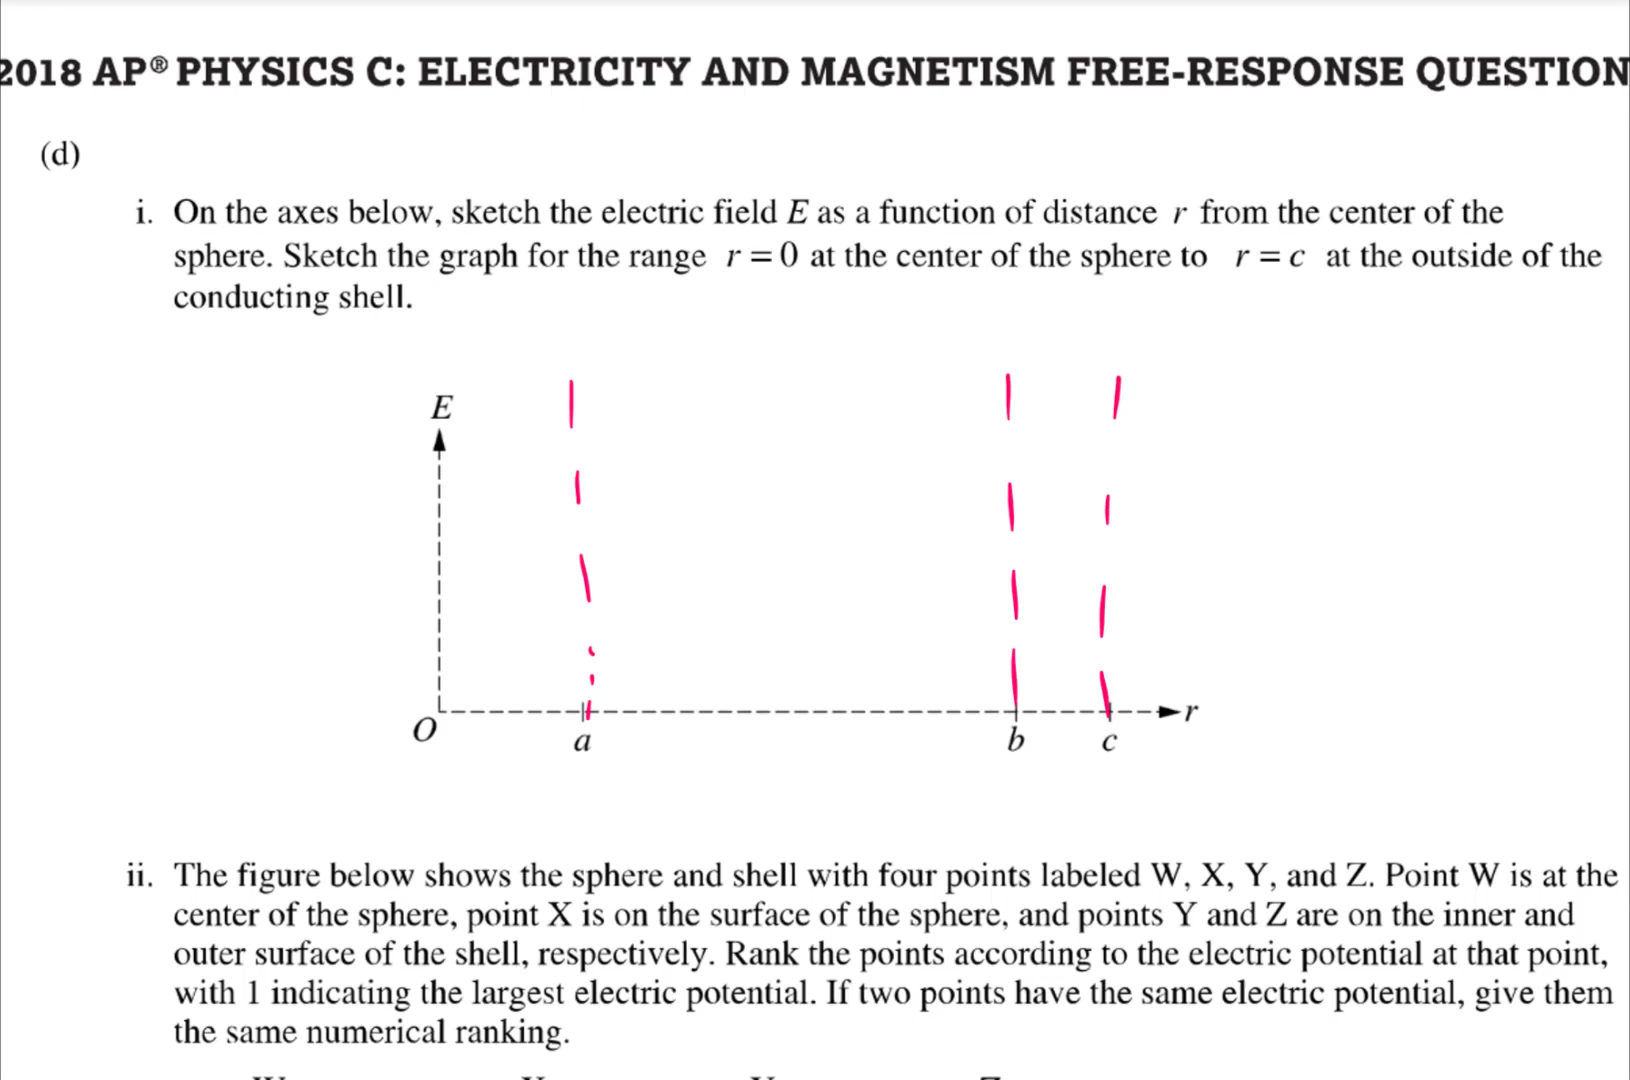 2018 AP® PHYSICS C: ELECTRICITY AND MAGNETISM FREE-RESPONSE QUESTION
(d)
i. On the axes below, sketch the electric field E as a function of distance r from the center of the
sphere. Sketch the graph for the range r = 0 at the center of the sphere to r = c at the outside of the
conducting shell.
E
O
a
b
c
r
ii. The figure below shows the sphere and shell with four points labeled W, X, Y, and Z. Point W is at the
center of the sphere, point X is on the surface of the sphere, and points Y and Z are on the inner and
outer surface of the shell, respectively. Rank the points according to the electric potential at that point,
with 1 indicating the largest electric potential. If two points have the same electric potential, give them
the same numerical ranking.